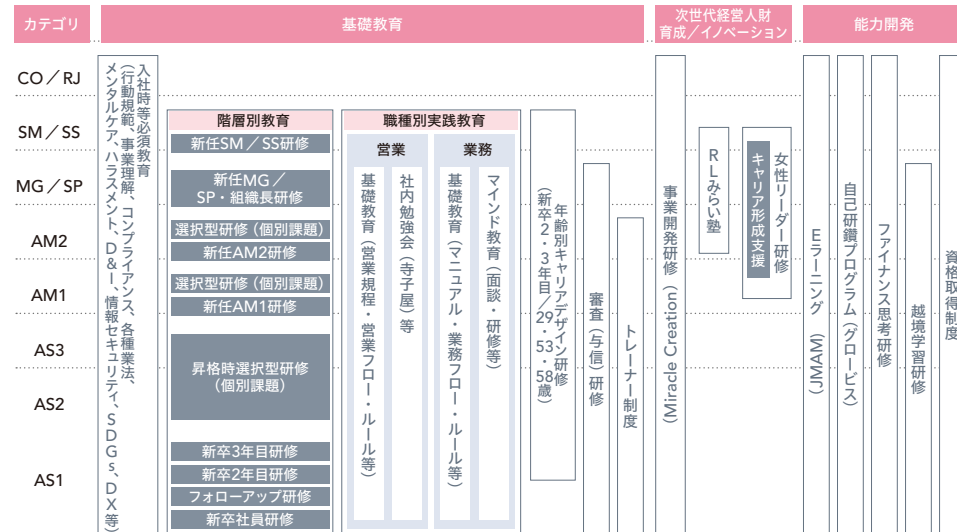 カテゴリ
基礎教育
次世代経営人財
育成／イノベーション
能力開発
CO／RJ
SM／SS
MG／SP
AM2
AM1
AS3
AS2
AS1
入社時等必須教育
（行動規範、事業理解、コンプライアンス、各種業法、
メンタルケア、ハラスメント、D&I、情報セキュリティ、SDGs、DX等）
階層別教育
新任SM／SS研修
新任MG／
SP・組織長研修
選択型研修（個別課題）
新任AM2研修
選択型研修（個別課題）
新任AM1研修
昇格時選択型研修
（個別課題）
新卒3年目研修
新卒2年目研修
フォローアップ研修
新卒社員研修
職種別実践教育
営業
基礎教育（営業規程・営業フロー・ルール等）
社内勉強会（寺子屋）等
業務
基礎教育（マニュアル・業務フロー・ルール等）
マインド教育（面談・研修等）
年齢別キャリアデザイン研修
（新卒2・3年目／29・53・58歳）
審査（与信）研修
トレーナー制度
事業開発研修（Miracle Creation）
RLみらい塾
女性リーダー研修
キャリア形成支援
Eラーニング（JMAM）
自己研鑽プログラム（グロービス）
ファイナンス思考研修
越境学習研修
資格取得制度